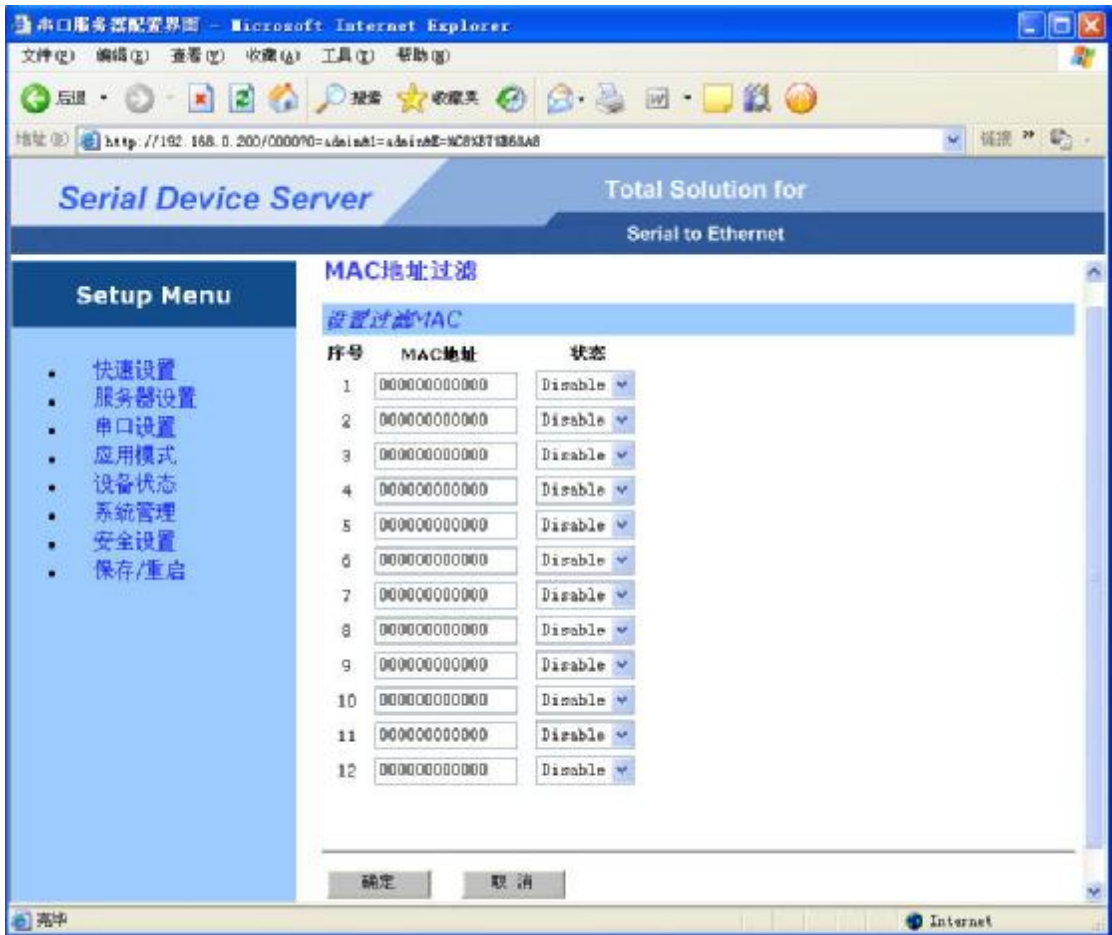 串口服务器配置界面 - Microsoft Internet Explorer
文件(F) 编辑(E) 查看(V) 收藏(A) 工具(T) 帮助(H)
后退 搜索 收藏夹
地址(D) 链接 »
Serial Device Server
Total Solution for
Serial to Ethernet
Setup Menu
快速设置
服务器设置
串口设置
应用模式
设备状态
系统管理
安全设置
保存/重启
MAC地址过滤
设置过滤MAC
序号 MAC地址 状态
1 000000000000 Disable
2 000000000000 Disable
3 000000000000 Disable
4 000000000000 Disable
5 000000000000 Disable
6 000000000000 Disable
7 000000000000 Disable
8 000000000000 Disable
9 000000000000 Disable
10 000000000000 Disable
11 000000000000 Disable
12 000000000000 Disable
确定 取 消
完毕 Internet